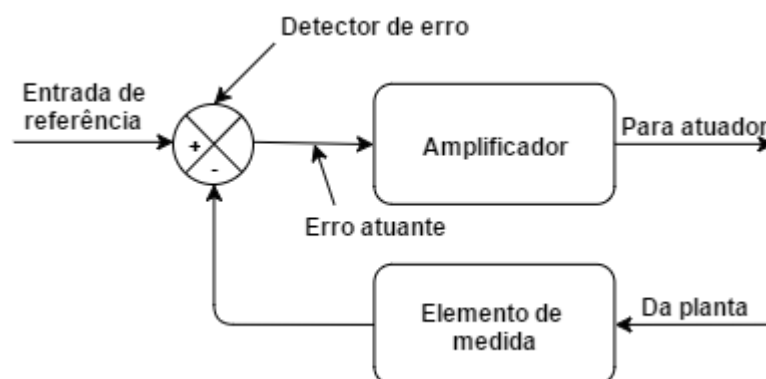 Detector de erro
Entrada de
referência
+
-
Amplificador
Para atuador
Erro atuante
Elemento de
medida
Da planta